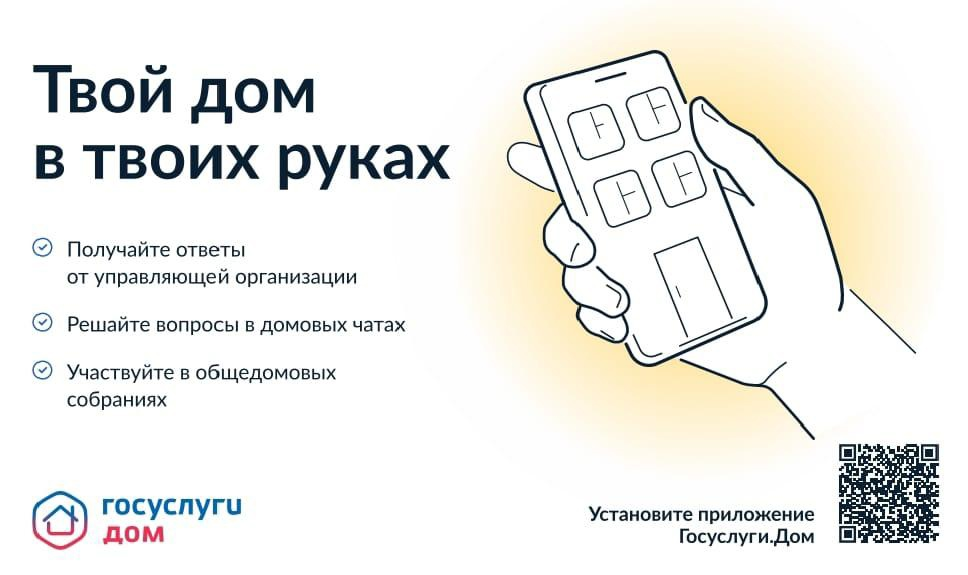 Твой дом
в твоих руках
Получайте ответы
от управляющей организации
Решайте вопросы в домовых чатах
Участвуйте в общедомовых
собраниях
госуслуги
дом
Установите приложение
Госуслуги.Дом